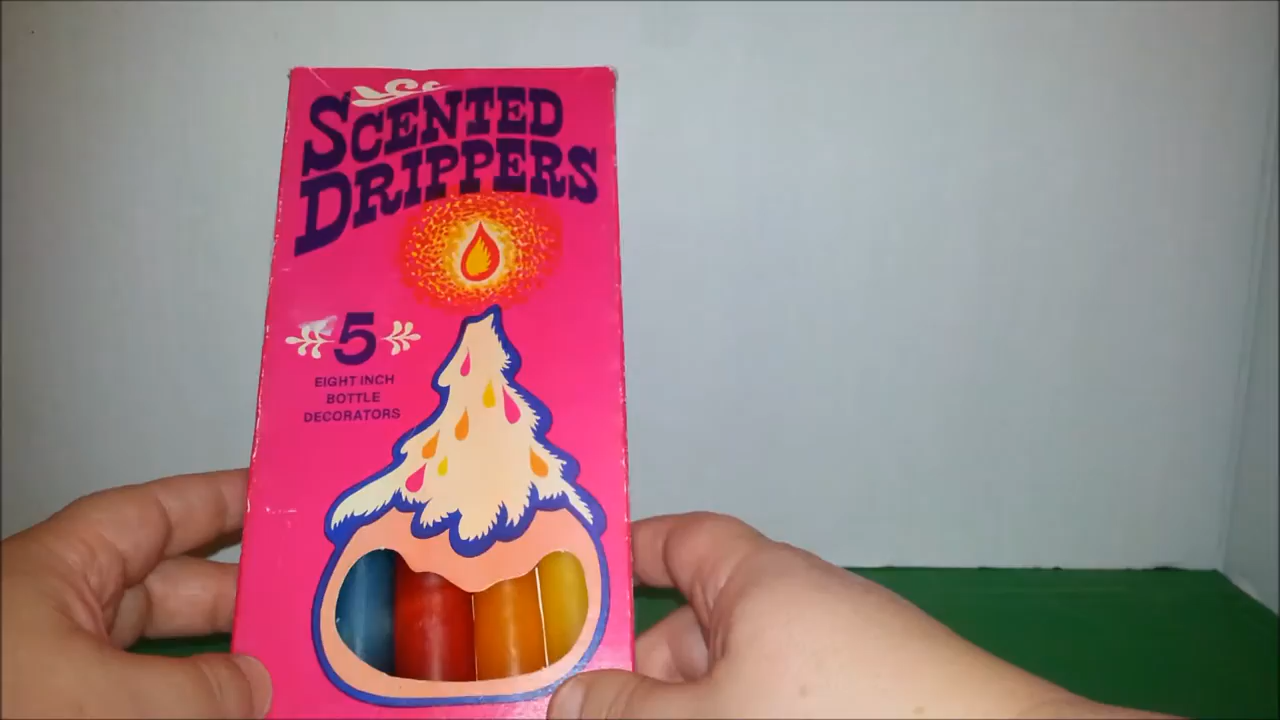 SCENTED
DRIPPERS
5
EIGHT INCH
BOTTLE
DECORATORS